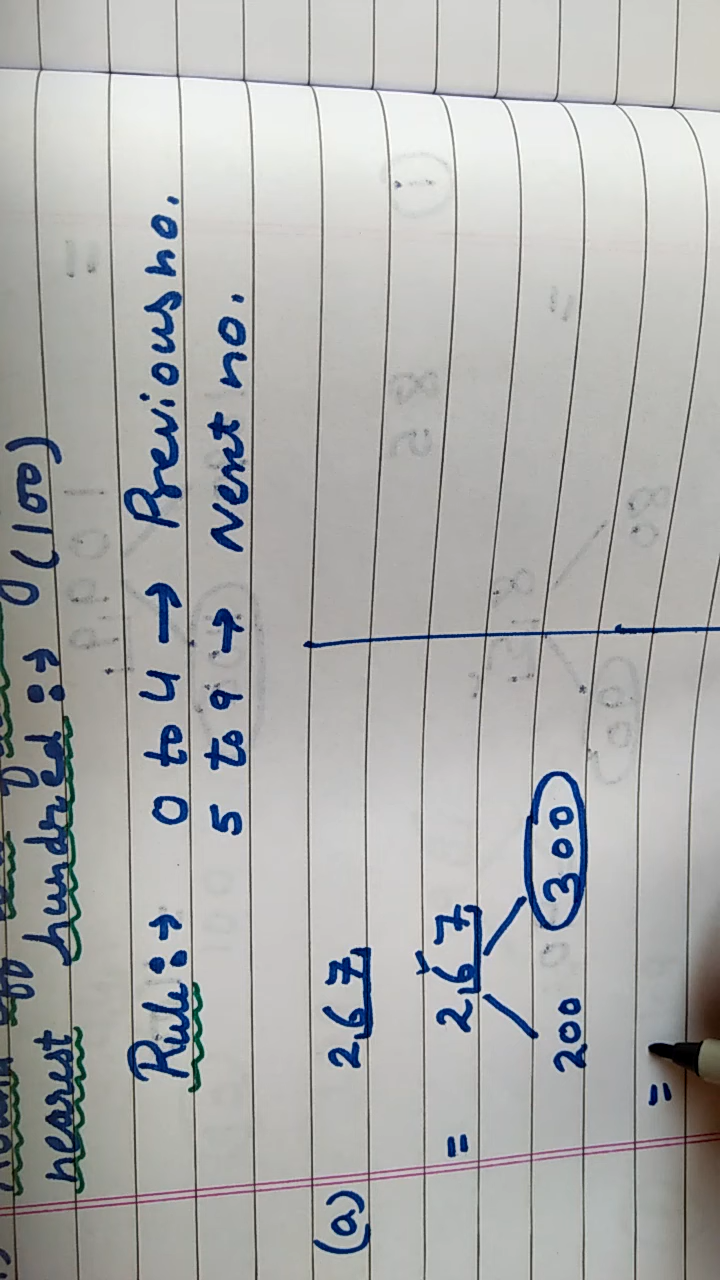 nearest hundred :→ (100)
Rule :→ 0 to 4 → Previous no.
5 to 9 → Next no.
(a) 267
= 267
200 300
=